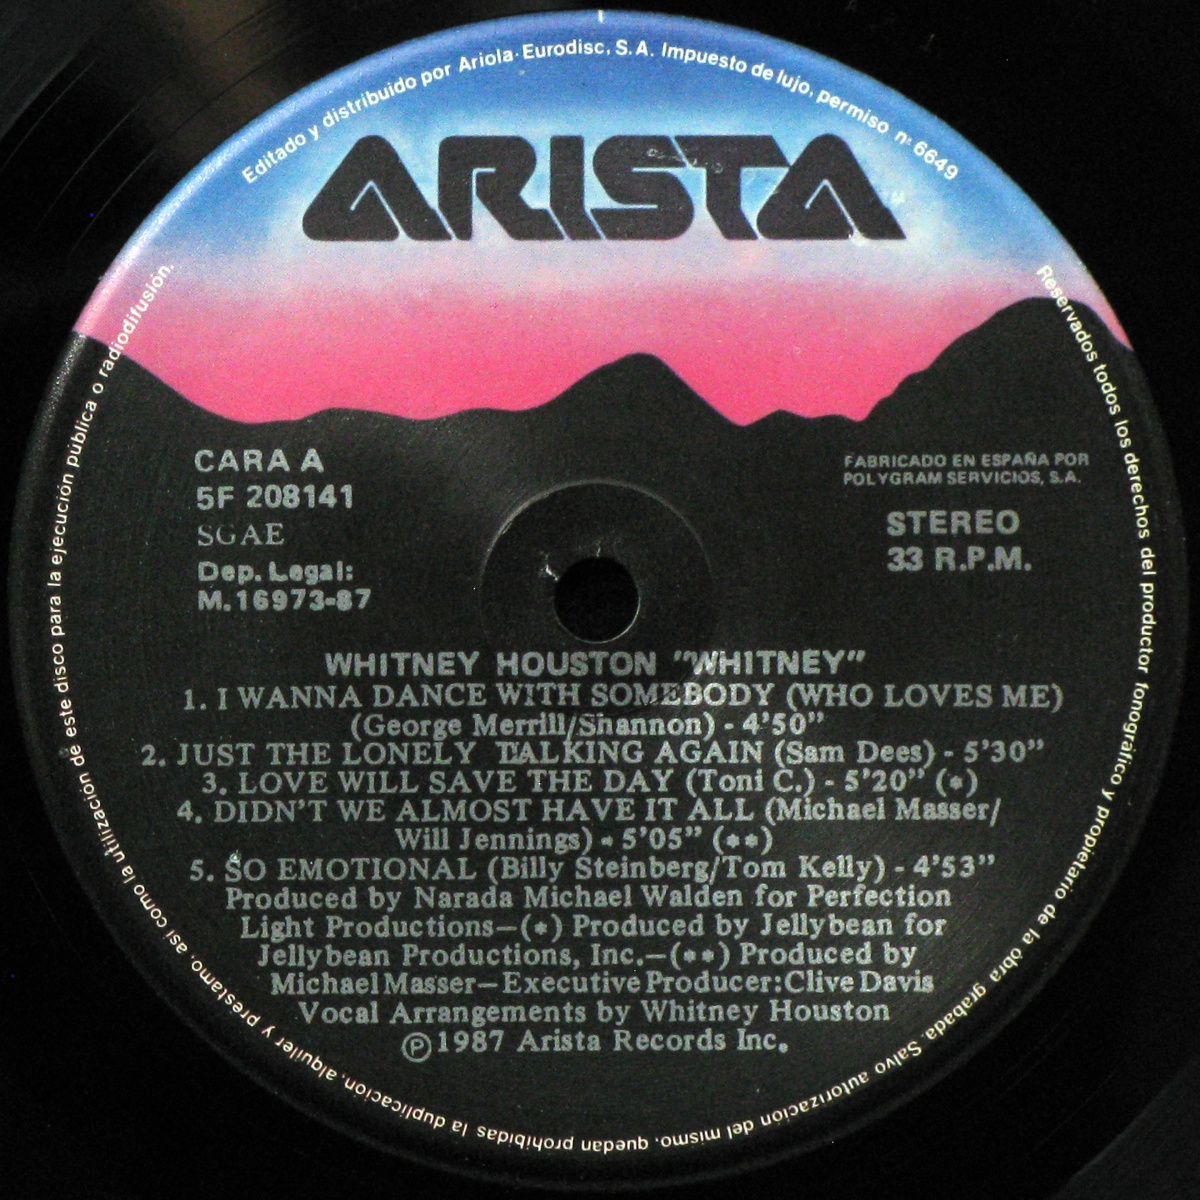 Editado y distribuido por Ariola-Eurodisc, S.A. Impuesto de lujo, permiso nº 6649
ARISTA
Reservados todos los derechos del productor fonográfico y propietario de la obra grabada. Salvo autorización del mismo, quedan prohibidas la duplicación, alquiler y préstamo, así como la utilización de este disco para la ejecución pública o radiodifusión.
CARA A
5F 208141
SGAE
Dep. Legal:
M.16973-87
FABRICADO EN ESPAÑA POR
POLYGRAM SERVICIOS, S.A.
STEREO
33 R.P.M.
WHITNEY HOUSTON "WHITNEY"
1. I WANNA DANCE WITH SOMEBODY (WHO LOVES ME)
(George Merrill/Shannon) - 4'50"
2. JUST THE LONELY TALKING AGAIN (Sam Dees) - 5'30"
3. LOVE WILL SAVE THE DAY (Toni C.) - 5'20" (*)
4. DIDN'T WE ALMOST HAVE IT ALL (Michael Masser/
Will Jennings) - 5'05" (**)
5. SO EMOTIONAL (Billy Steinberg/Tom Kelly) - 4'53"
Produced by Narada Michael Walden for Perfection
Light Productions—(*) Produced by Jellybean for
Jellybean Productions, Inc.—(**) Produced by
Michael Masser—Executive Producer: Clive Davis
Vocal Arrangements by Whitney Houston
℗ 1987 Arista Records Inc.